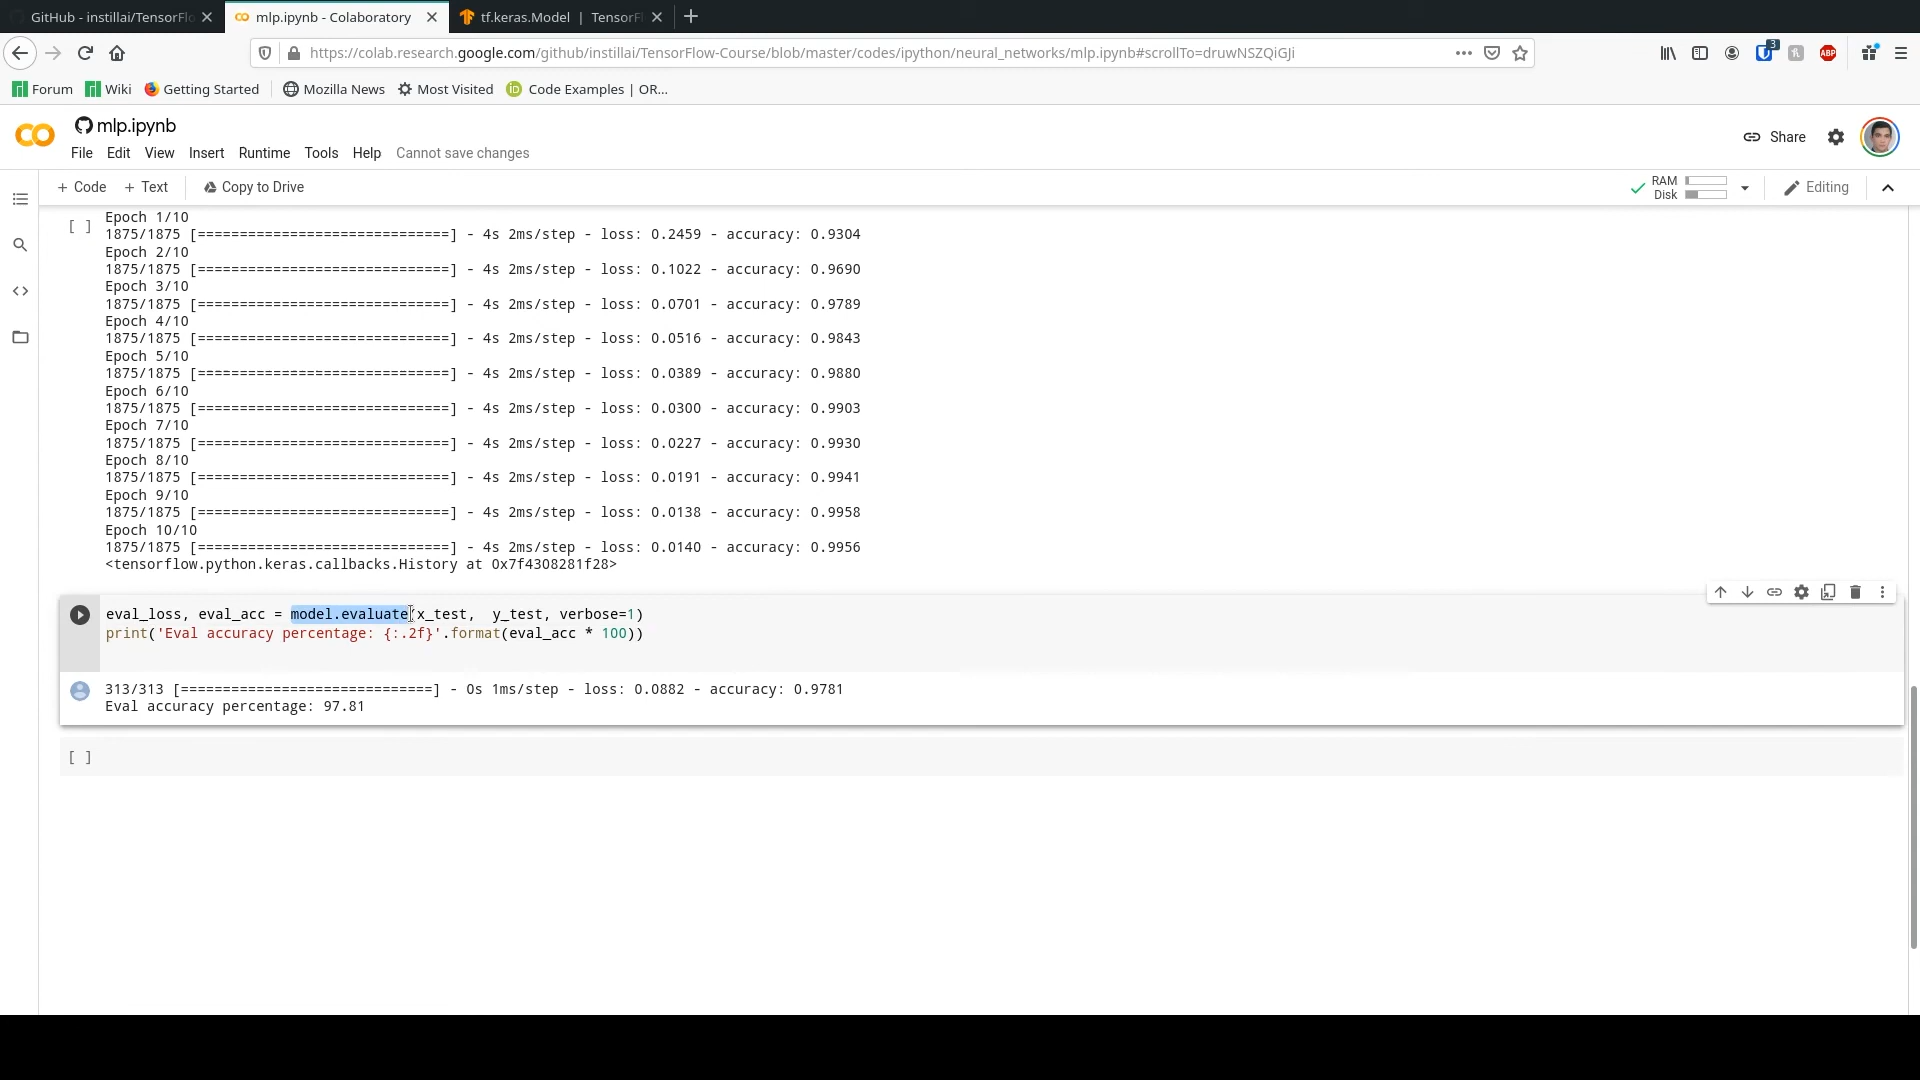 GitHub - instillai/TensorFlo
mlp.ipynb - Colaboratory
tf.keras.Model | TensorF
https://colab.research.google.com/github/instillai/TensorFlow-Course/blob/master/codes/ipython/neural_networks/mlp.ipynb#scrollTo=druwNSZQiGJi
3
ABP
Forum
Wiki
Getting Started
Mozilla News
Most Visited
Code Examples | OR...
mlp.ipynb
Share
File Edit View Insert Runtime Tools Help Cannot save changes
+ Code + Text Copy to Drive
RAM
Disk
Editing
[ ]
Epoch 1/10
1875/1875 [==============================] - 4s 2ms/step - loss: 0.2459 - accuracy: 0.9304
Epoch 2/10
1875/1875 [==============================] - 4s 2ms/step - loss: 0.1022 - accuracy: 0.9690
Epoch 3/10
1875/1875 [==============================] - 4s 2ms/step - loss: 0.0701 - accuracy: 0.9789
Epoch 4/10
1875/1875 [==============================] - 4s 2ms/step - loss: 0.0516 - accuracy: 0.9843
Epoch 5/10
1875/1875 [==============================] - 4s 2ms/step - loss: 0.0389 - accuracy: 0.9880
Epoch 6/10
1875/1875 [==============================] - 4s 2ms/step - loss: 0.0300 - accuracy: 0.9903
Epoch 7/10
1875/1875 [==============================] - 4s 2ms/step - loss: 0.0227 - accuracy: 0.9930
Epoch 8/10
1875/1875 [==============================] - 4s 2ms/step - loss: 0.0191 - accuracy: 0.9941
Epoch 9/10
1875/1875 [==============================] - 4s 2ms/step - loss: 0.0138 - accuracy: 0.9958
Epoch 10/10
1875/1875 [==============================] - 4s 2ms/step - loss: 0.0140 - accuracy: 0.9956
<tensorflow.python.keras.callbacks.History at 0x7f4308281f28>
eval_loss, eval_acc = model.evaluate(x_test,  y_test, verbose=1)
print('Eval accuracy percentage: {:.2f}'.format(eval_acc * 100))
313/313 [==============================] - 0s 1ms/step - loss: 0.0882 - accuracy: 0.9781
Eval accuracy percentage: 97.81
[ ]